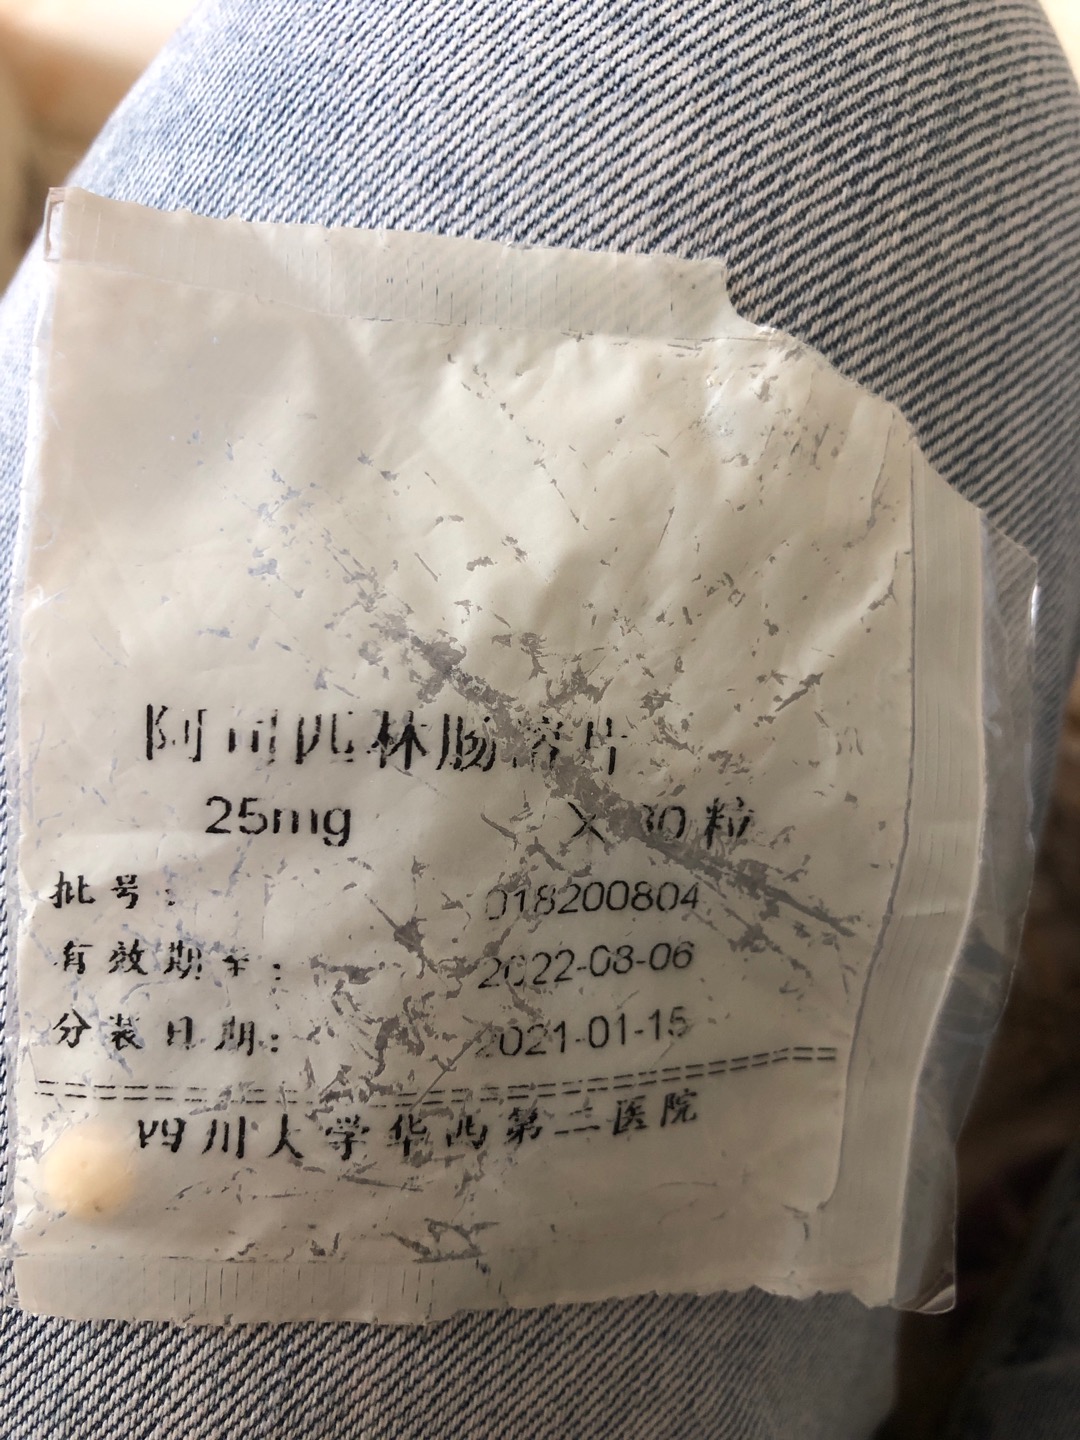 阿司匹林肠溶片
25mg × 30粒
批号: 018200804
有效期至: 2022-08-06
分装日期: 2021-01-15
四川大学华西第二医院